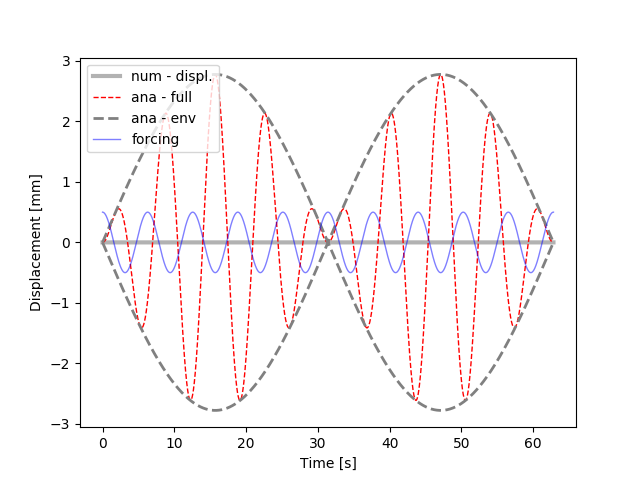 3
2
1
0
−1
−2
−3
Displacement [mm]
num - displ.
ana - full
ana - env
forcing
0 10 20 30 40 50 60
Time [s]